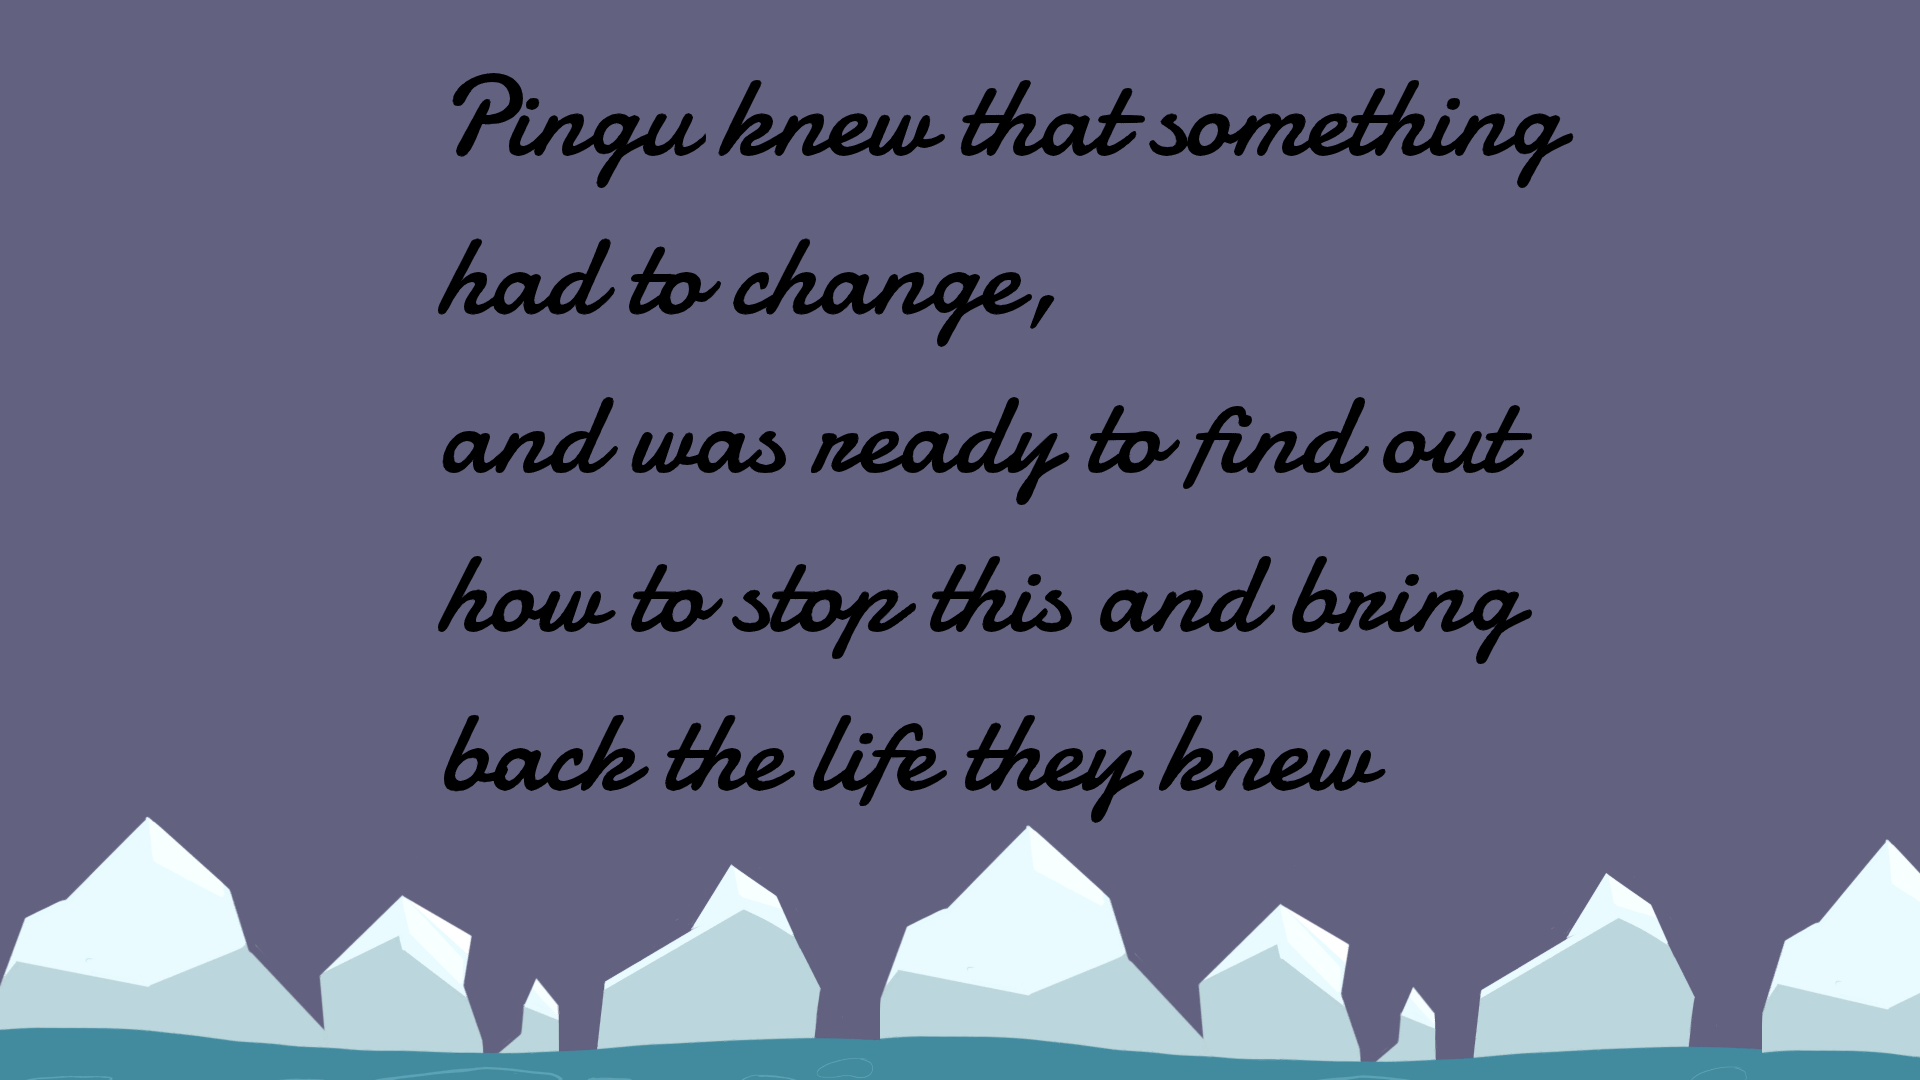 Pingu knew that something
had to change,
and was ready to find out
how to stop this and bring
back the life they knew